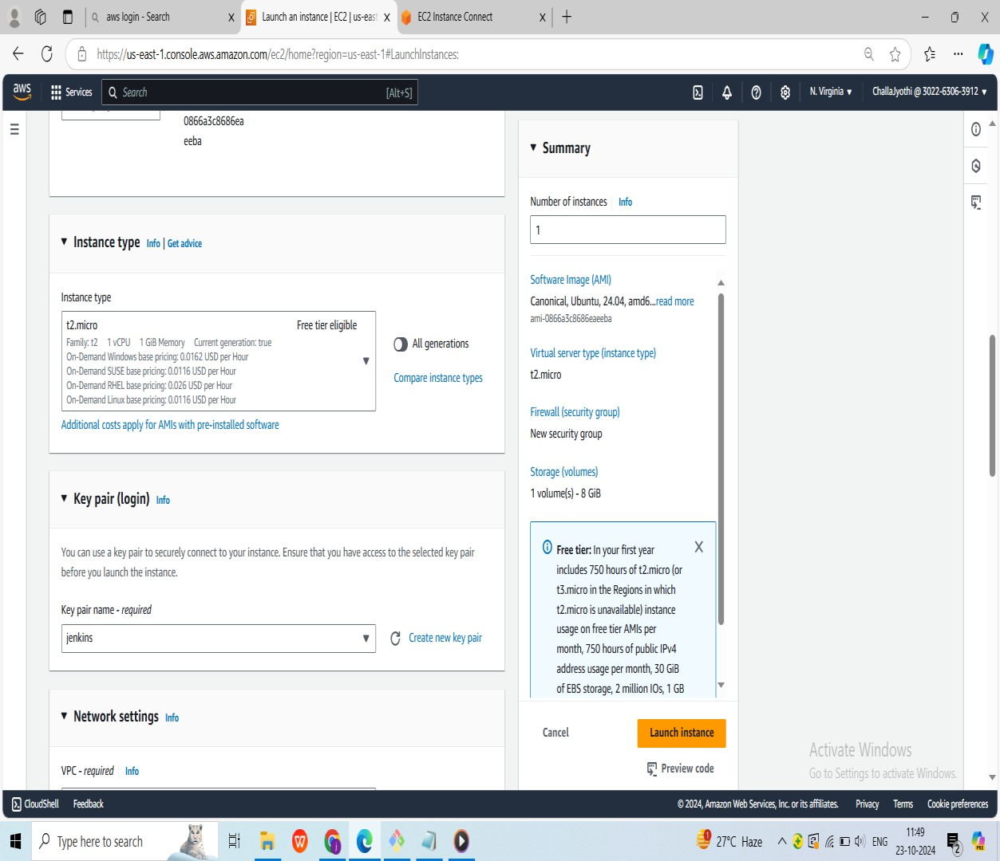 aws login - Search
Launch an instance | EC2 | us-east
EC2 Instance Connect
https://us-east-1.console.aws.amazon.com/ec2/home?region=us-east-1#LaunchInstances:
aws
Services
Search
[Alt+S]
N. Virginia
ChallaJyothi @ 3022-6306-3912
0866a3c8686ea
eeba
Instance type Info | Get advice
Instance type
t2.micro Free tier eligible
Family: t2 1 vCPU 1 GiB Memory Current generation: true
On-Demand Windows base pricing: 0.0162 USD per Hour
On-Demand SUSE base pricing: 0.0116 USD per Hour
On-Demand RHEL base pricing: 0.026 USD per Hour
On-Demand Linux base pricing: 0.0116 USD per Hour
All generations
Compare instance types
Additional costs apply for AMIs with pre-installed software
Key pair (login) Info
You can use a key pair to securely connect to your instance. Ensure that you have access to the selected key pair
before you launch the instance.
Key pair name - required
jenkins
Create new key pair
Network settings Info
VPC - required Info
Summary
Number of instances Info
1
Software Image (AMI)
Canonical, Ubuntu, 24.04, amd6...read more
ami-0866a3c8686eaeeba
Virtual server type (instance type)
t2.micro
Firewall (security group)
New security group
Storage (volumes)
1 volume(s) - 8 GiB
Free tier: In your first year
includes 750 hours of t2.micro (or
t3.micro in the Regions in which
t2.micro is unavailable) instance
usage on free tier AMIs per
month, 750 hours of public IPv4
address usage per month, 30 GiB
of EBS storage, 2 million IOs, 1 GB
Cancel
Launch instance
Preview code
Activate Windows
Go to Settings to activate Windows.
CloudShell
Feedback
© 2024, Amazon Web Services, Inc. or its affiliates.
Privacy
Terms
Cookie preferences
Type here to search
27°C Haze
ENG
11:49
23-10-2024
2